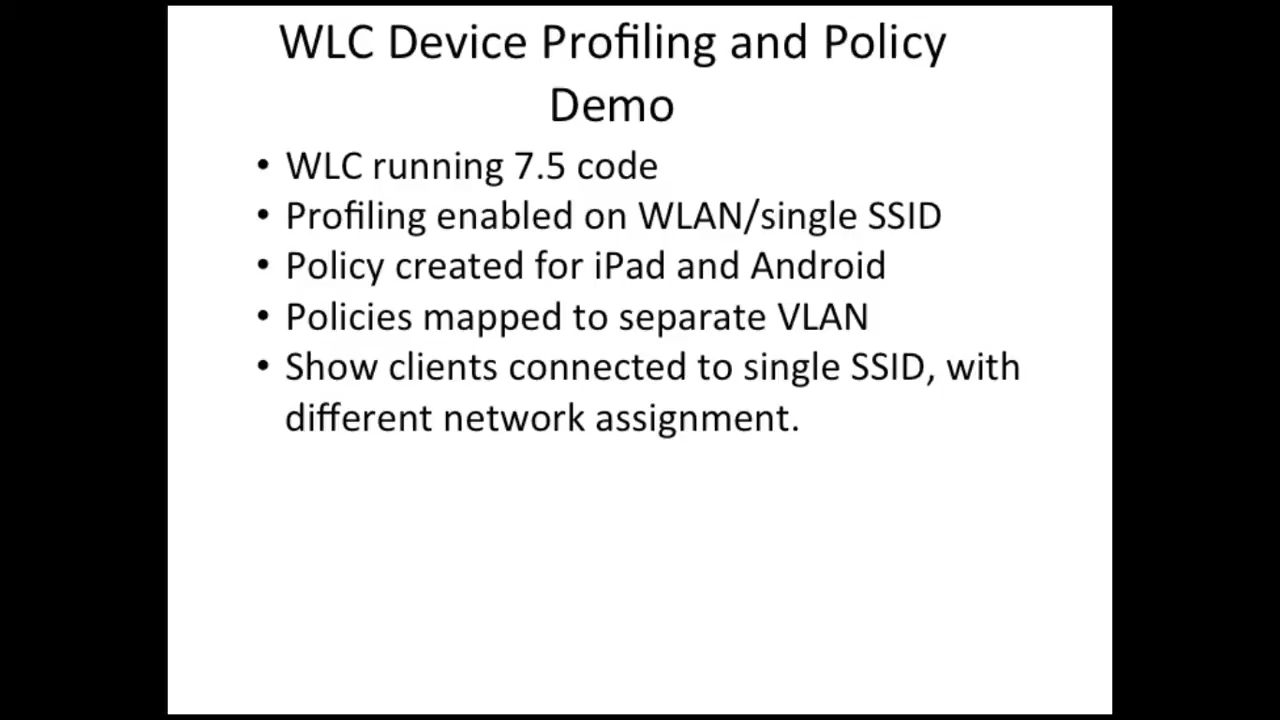 WLC Device Profiling and Policy
Demo
• WLC running 7.5 code
• Profiling enabled on WLAN/single SSID
• Policy created for iPad and Android
• Policies mapped to separate VLAN
• Show clients connected to single SSID, with
different network assignment.